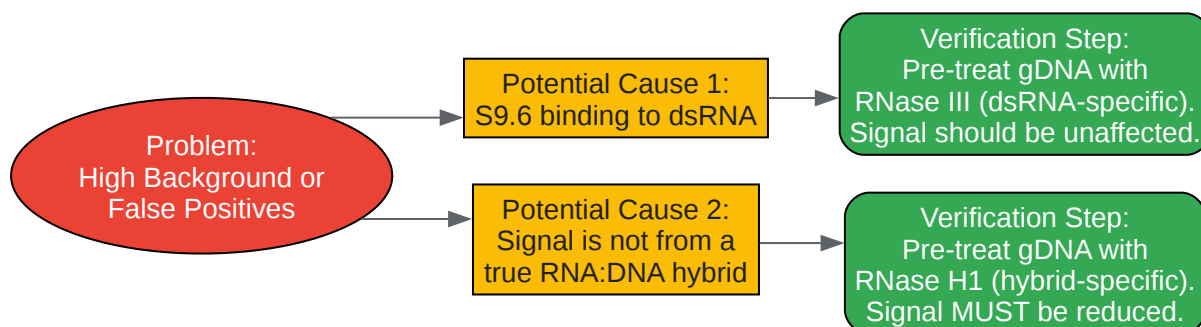 Problem:
High Background or
False Positives
Potential Cause 1:
S9.6 binding to dsRNA
Verification Step:
Pre-treat gDNA with
RNase III (dsRNA-specific).
Signal should be unaffected.
Potential Cause 2:
Signal is not from a
true RNA:DNA hybrid
Verification Step:
Pre-treat gDNA with
RNase H1 (hybrid-specific).
Signal MUST be reduced.